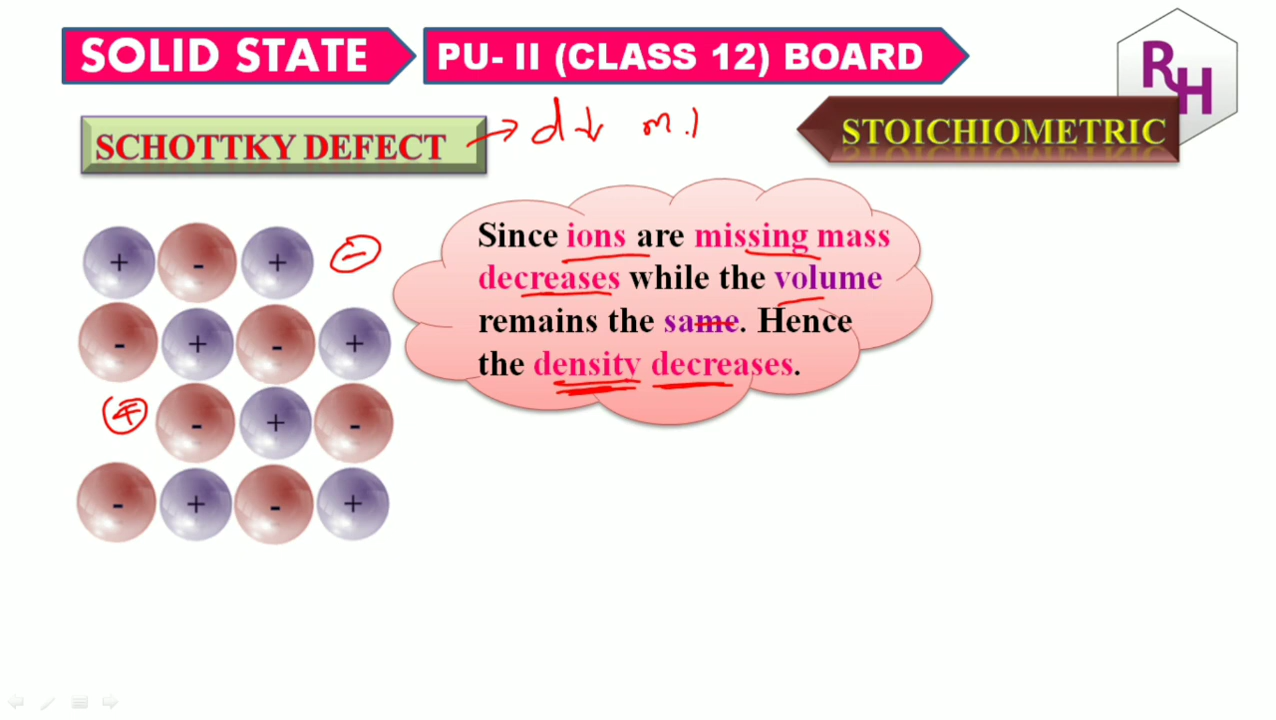 SOLID STATE
PU- II (CLASS 12) BOARD
RH
SCHOTTKY DEFECT
→ d↓ m.
STOICHIOMETRIC
Since ions are missing mass
decreases while the volume
remains the same. Hence
the density decreases.
+ - + -
- + - +
+ - + -
- + - +